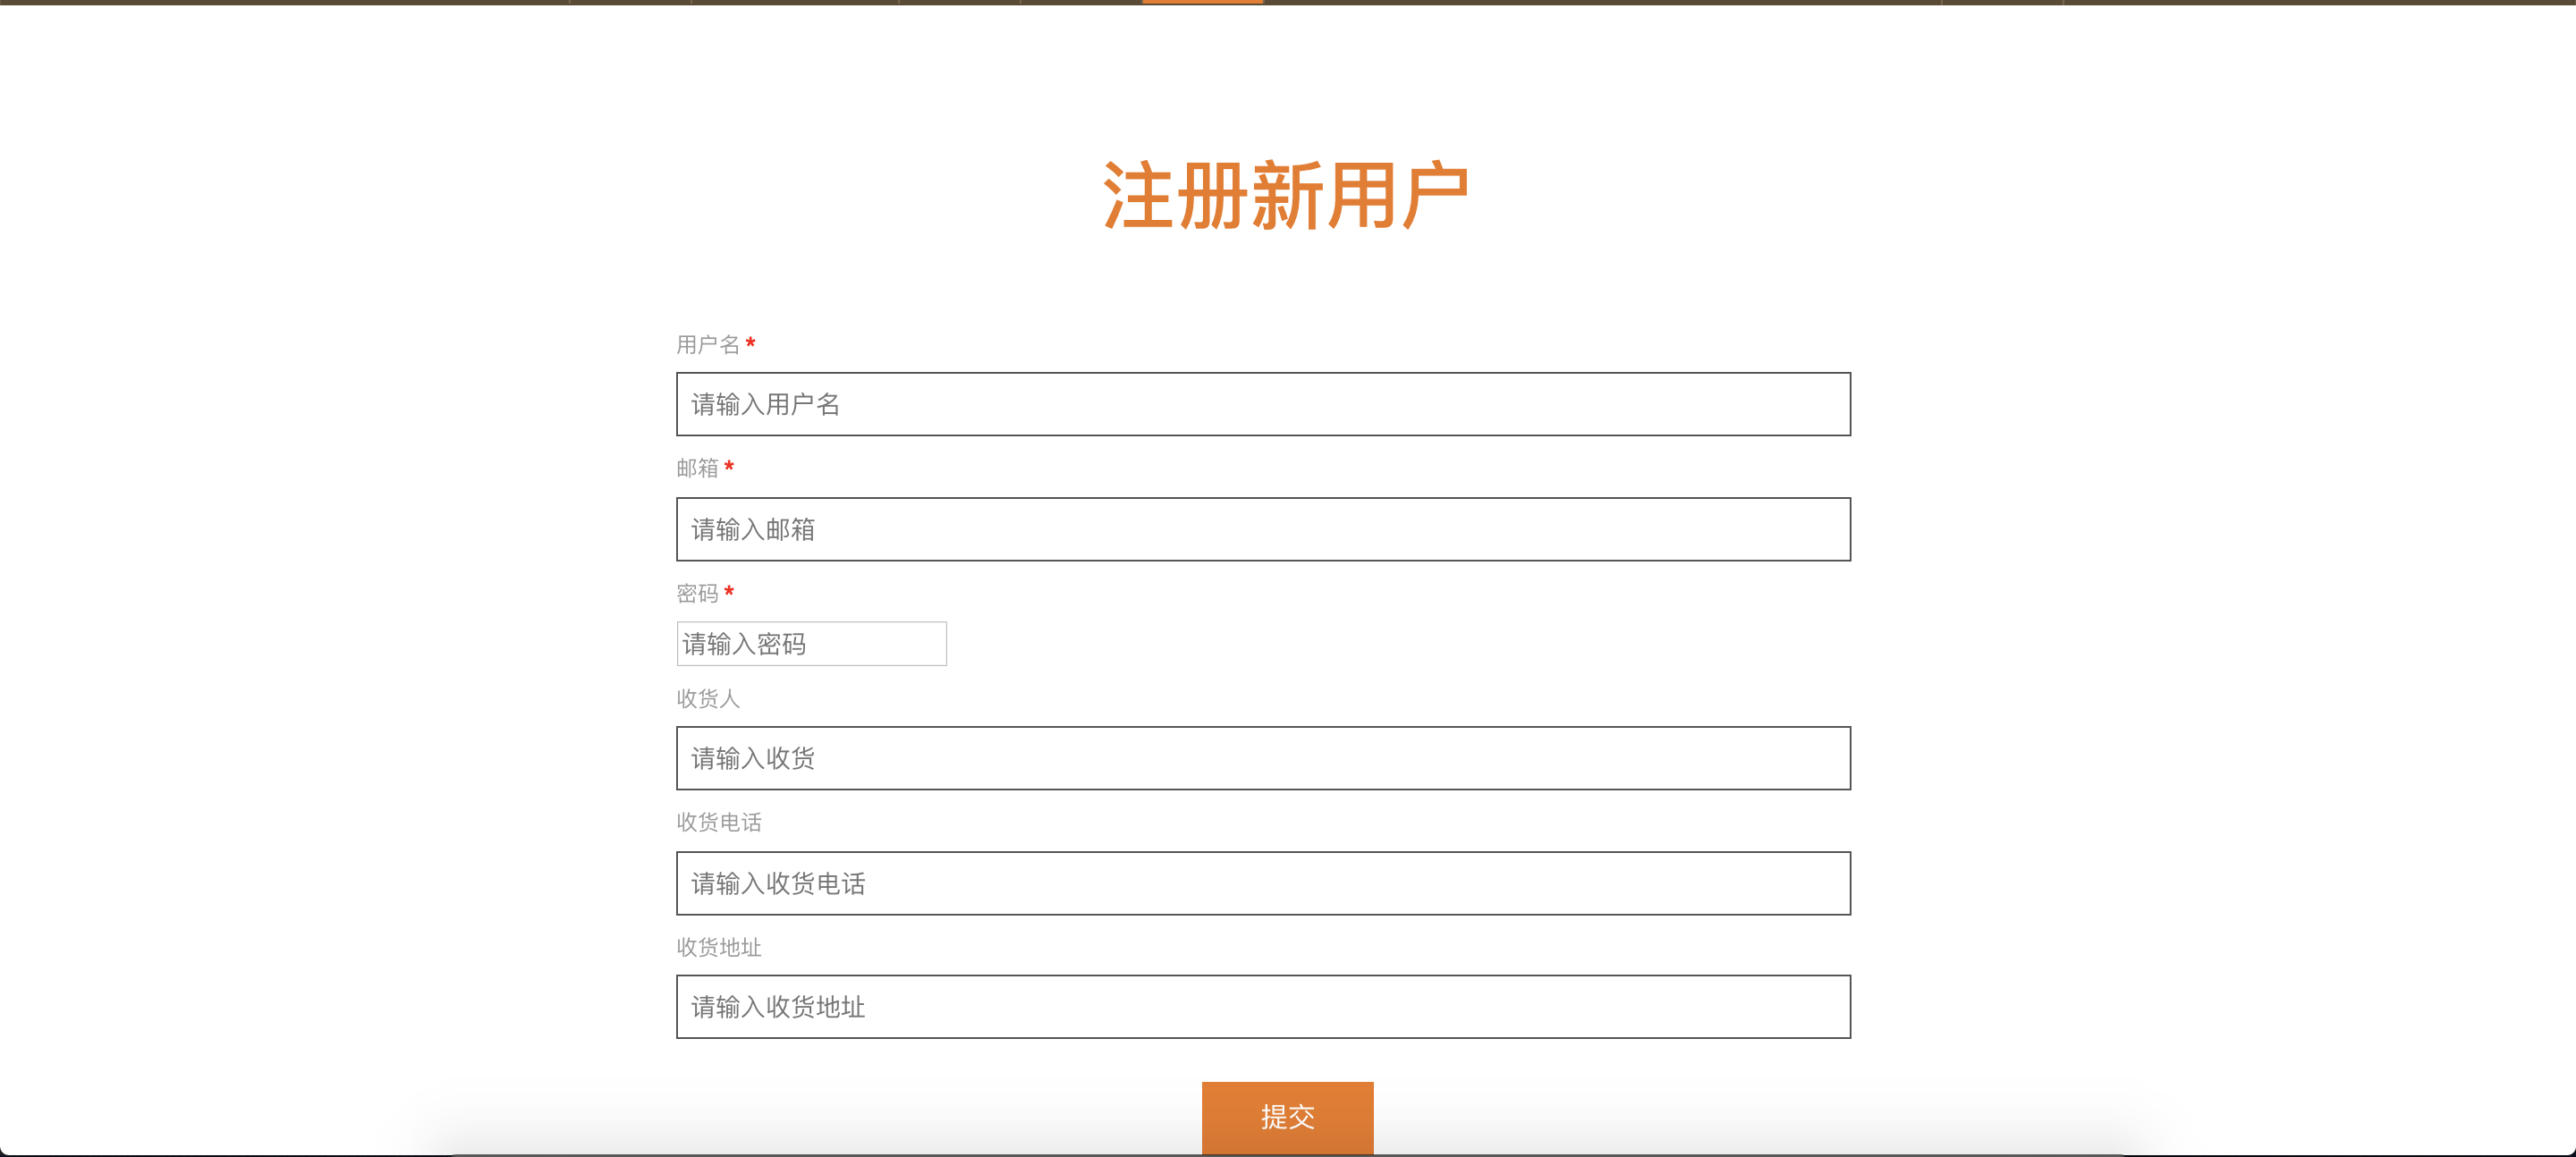 注册新用户
用户名 *
请输入用户名
邮箱 *
请输入邮箱
密码 *
请输入密码
收货人
请输入收货
收货电话
请输入收货电话
收货地址
请输入收货地址
提交